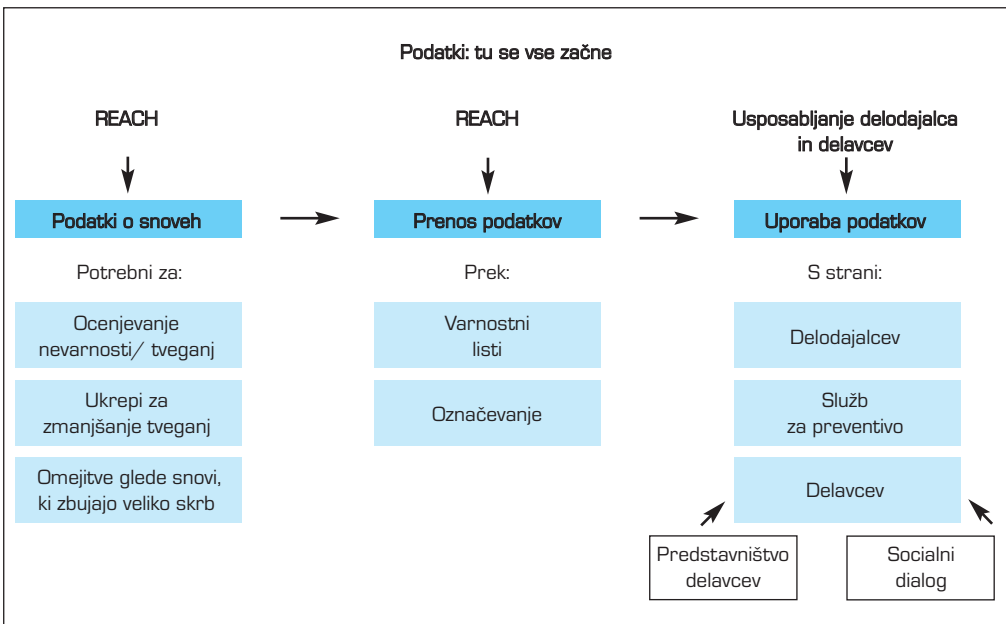 Podatki: tu se vse začne
REACH
Podatki o snoveh
Potrebni za:
Ocenjevanje
nevarnosti/ tveganj
Ukrepi za
zmanjšanje tveganj
Omejitve glede snovi,
ki zbujajo veliko skrb
REACH
Prenos podatkov
Prek:
Varnostni
listi
Označevanje
Usposabljanje delodajalca
in delavcev
Uporaba podatkov
S strani:
Delodajalcev
Služb
za preventivo
Delavcev
Predstavništvo
delavcev
Socialni
dialog